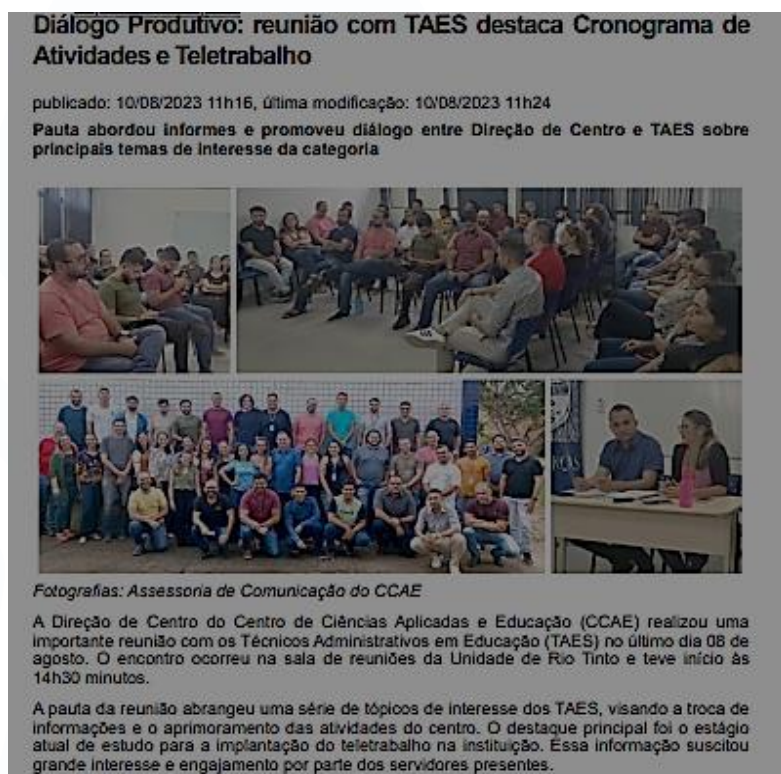 Diálogo Produtivo: reunião com TAES destaca Cronograma de
Atividades e Teletrabalho
publicado: 10/08/2023 11h16, última modificação: 10/08/2023 11h24
Pauta abordou informes e promoveu diálogo entre Direção de Centro e TAES sobre
principais temas de interesse da categoria
Fotografias: Assessoria de Comunicação do CCAE
A Direção de Centro do Centro de Ciências Aplicadas e Educação (CCAE) realizou uma
importante reunião com os Técnicos Administrativos em Educação (TAES) no último dia 08 de
agosto. O encontro ocorreu na sala de reuniões da Unidade de Rio Tinto e teve início às
14h30 minutos.
A pauta da reunião abrangeu uma série de tópicos de interesse dos TAES, visando a troca de
informações e o aprimoramento das atividades do centro. O destaque principal foi o estágio
atual de estudo para a implantação do teletrabalho na instituição. Essa informação suscitou
grande interesse e engajamento por parte dos servidores presentes.